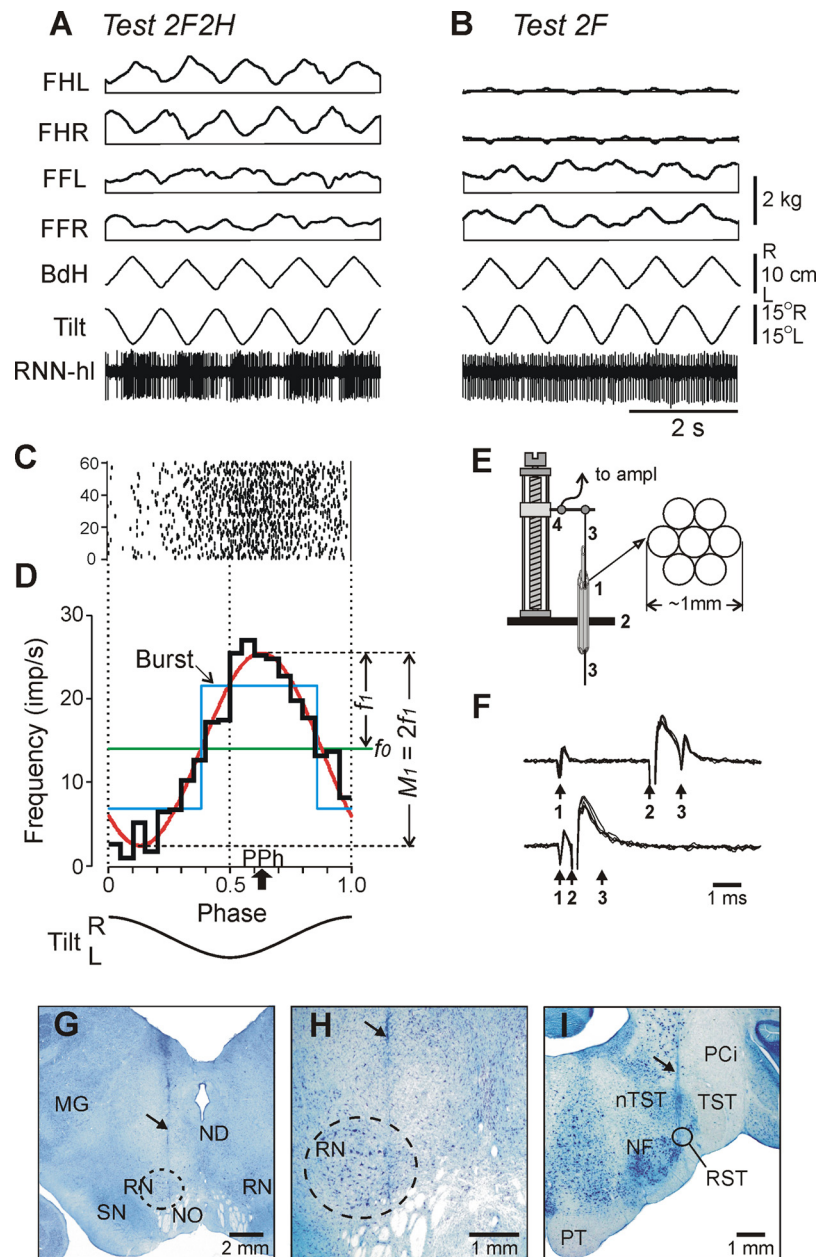 A Test 2F2H
B Test 2F
FHL
FHR
FFL
FFR
BdH
Tilt
RNN-hl
2 kg
R
10 cm
L
15°R
15°L
2 s
C
60
40
20
0
D
Frequency (imp/s)
30
20
10
0
Burst
f1
f0
M1 = 2f1
PPh
0 0.5 1.0
Phase
Tilt R
L
E
to ampl
4 3
1
2
3
~1mm
F
1 2 3
1 2 3
1 ms
G
MG
ND
RN
RN
SN
NO
2 mm
H
RN
1 mm
I
PCi
nTST
TST
NF
RST
PT
1 mm